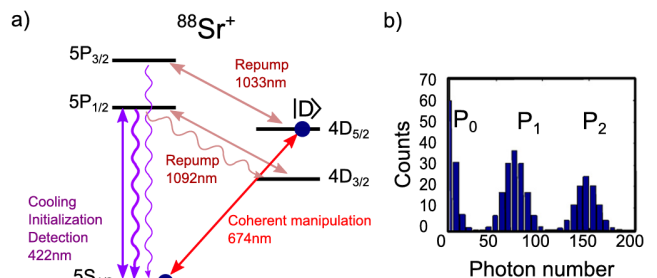 a)
⁸⁸Sr⁺
5P₃/₂
Repump
1033nm
5P₁/₂
|D⟩
4D₅/₂
Repump
1092nm
4D₃/₂
Cooling
Initialization
Detection
422nm
Coherent manipulation
674nm
b)
70
60
50
40
30
20
10
0
P₀
P₁
P₂
Counts
0
50
100
150
200
Photon number